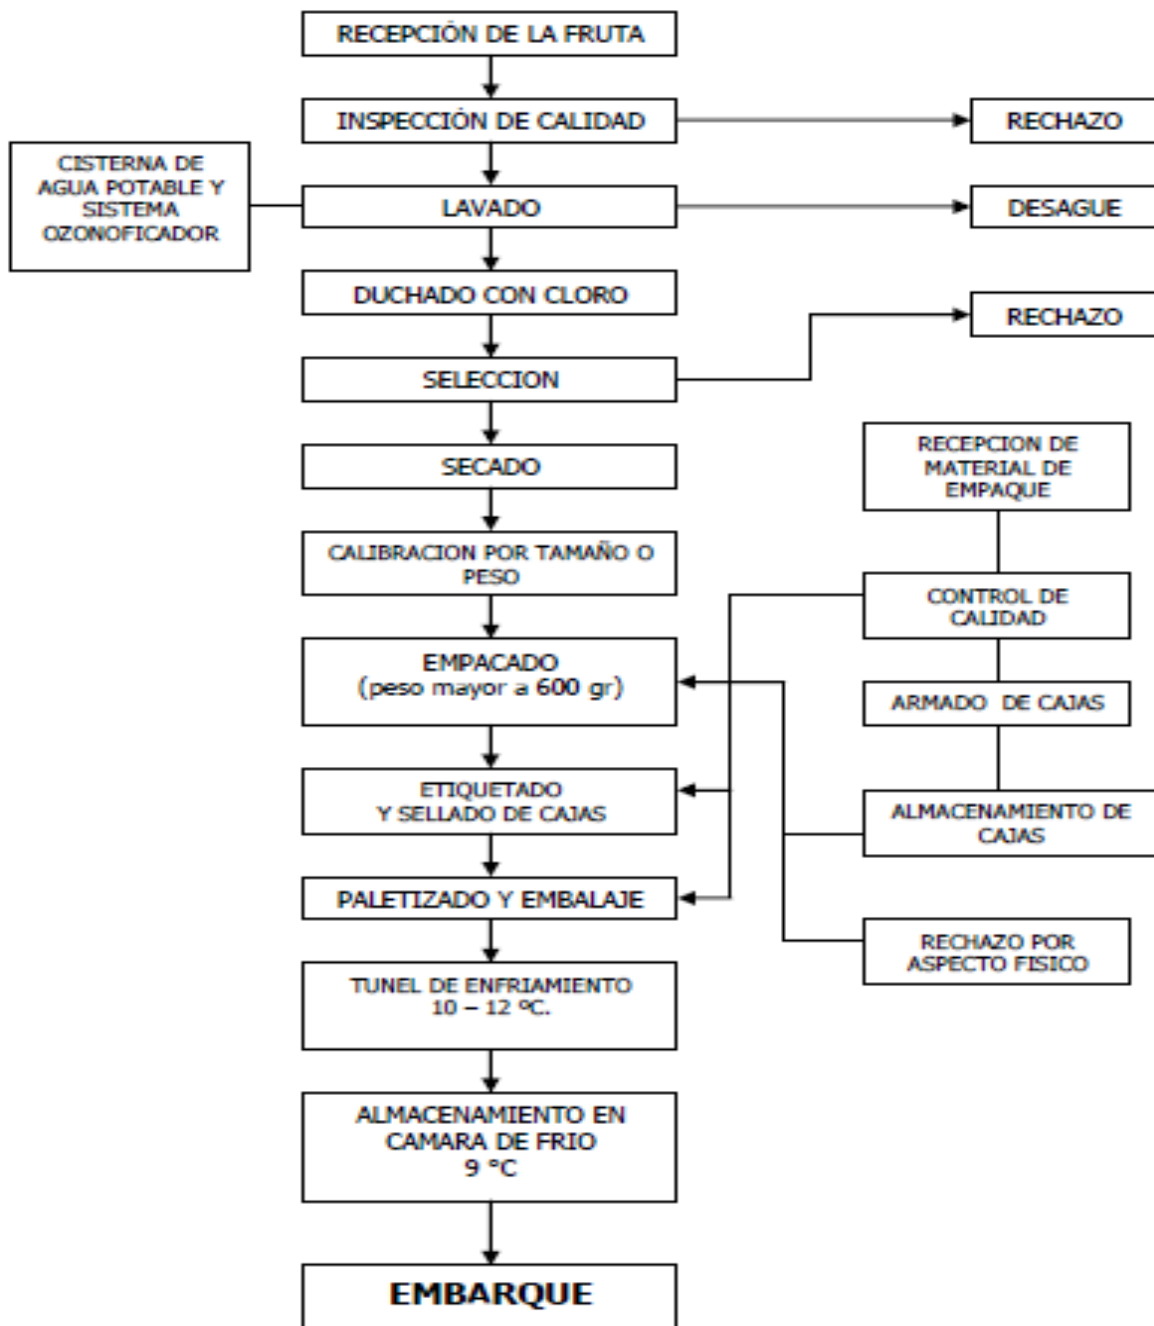 RECEPCIÓN DE LA FRUTA
INSPECCIÓN DE CALIDAD
RECHAZO
CISTERNA DE
AGUA POTABLE Y
SISTEMA
OZONOFICADOR
LAVADO
DESAGUE
DUCHADO CON CLORO
RECHAZO
SELECCION
SECADO
RECEPCION DE
MATERIAL DE
EMPAQUE
CALIBRACION POR TAMAÑO O
PESO
CONTROL DE
CALIDAD
EMPACADO
(peso mayor a 600 gr)
ARMADO DE CAJAS
ETIQUETADO
Y SELLADO DE CAJAS
ALMACENAMIENTO DE
CAJAS
PALETIZADO Y EMBALAJE
RECHAZO POR
ASPECTO FISICO
TUNEL DE ENFRIAMIENTO
10 – 12 ºC.
ALMACENAMIENTO EN
CAMARA DE FRIO
9 °C
EMBARQUE